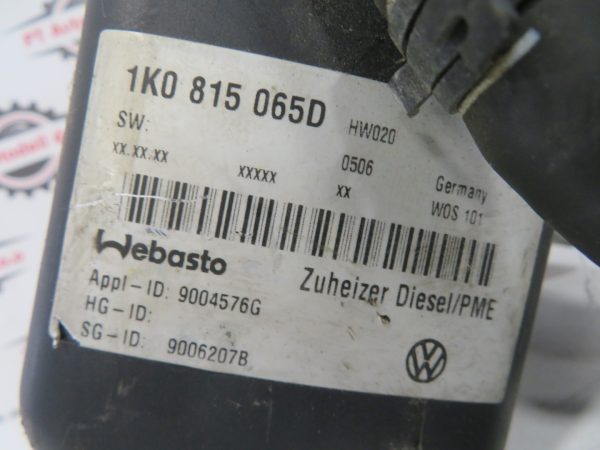 1K0 815 065D HW020
SW: 0506 Germany
xx.xx.xx xxxxx xx WOS 101
Webasto Zuheizer Diesel/PME
Appl-ID: 9004576G
HG-ID:
SG-ID: 9006207B
VW